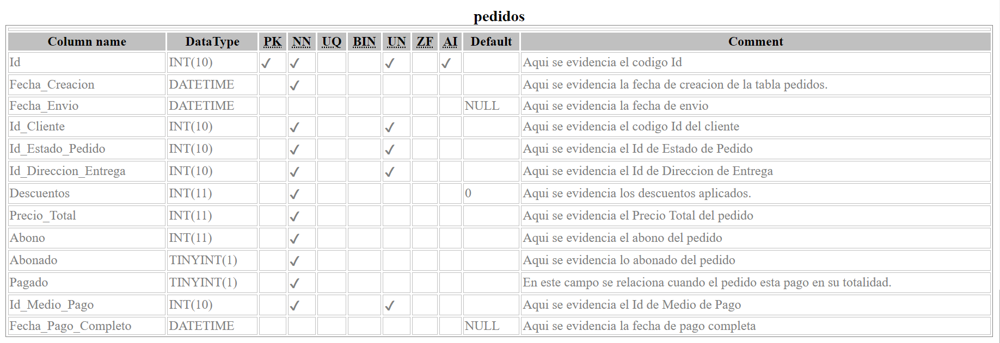 pedidos
Column name DataType PK NN UQ BIN UN ZF AI Default Comment
Id INT(10) ✓ ✓ ✓ ✓ Aqui se evidencia el codigo Id
Fecha_Creacion DATETIME ✓ Aqui se evidencia la fecha de creacion de la tabla pedidos.
Fecha_Envio DATETIME NULL Aqui se evidencia la fecha de envio
Id_Cliente INT(10) ✓ ✓ Aqui se evidencia el codigo Id del cliente
Id_Estado_Pedido INT(10) ✓ ✓ Aqui se evidencia el Id de Estado de Pedido
Id_Direccion_Entrega INT(10) ✓ ✓ Aqui se evidencia el Id de Direccion de Entrega
Descuentos INT(11) ✓ 0 Aqui se evidencia los descuentos aplicados.
Precio_Total INT(11) ✓ Aqui se evidencia el Precio Total del pedido
Abono INT(11) ✓ Aqui se evidencia el abono del pedido
Abonado TINYINT(1) ✓ Aqui se evidencia lo abonado del pedido
Pagado TINYINT(1) ✓ En este campo se relaciona cuando el pedido esta pago en su totalidad.
Id_Medio_Pago INT(10) ✓ ✓ Aqui se evidencia el Id de Medio de Pago
Fecha_Pago_Completo DATETIME NULL Aqui se evidencia la fecha de pago completa